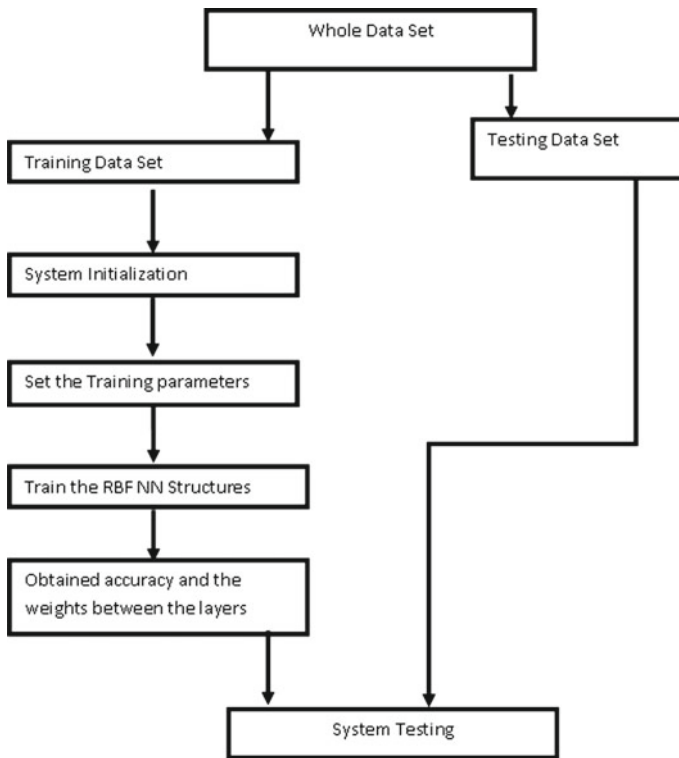 Whole Data Set
Training Data Set
Testing Data Set
System Initialization
Set the Training parameters
Train the RBF NN Structures
Obtained accuracy and the
weights between the layers
System Testing